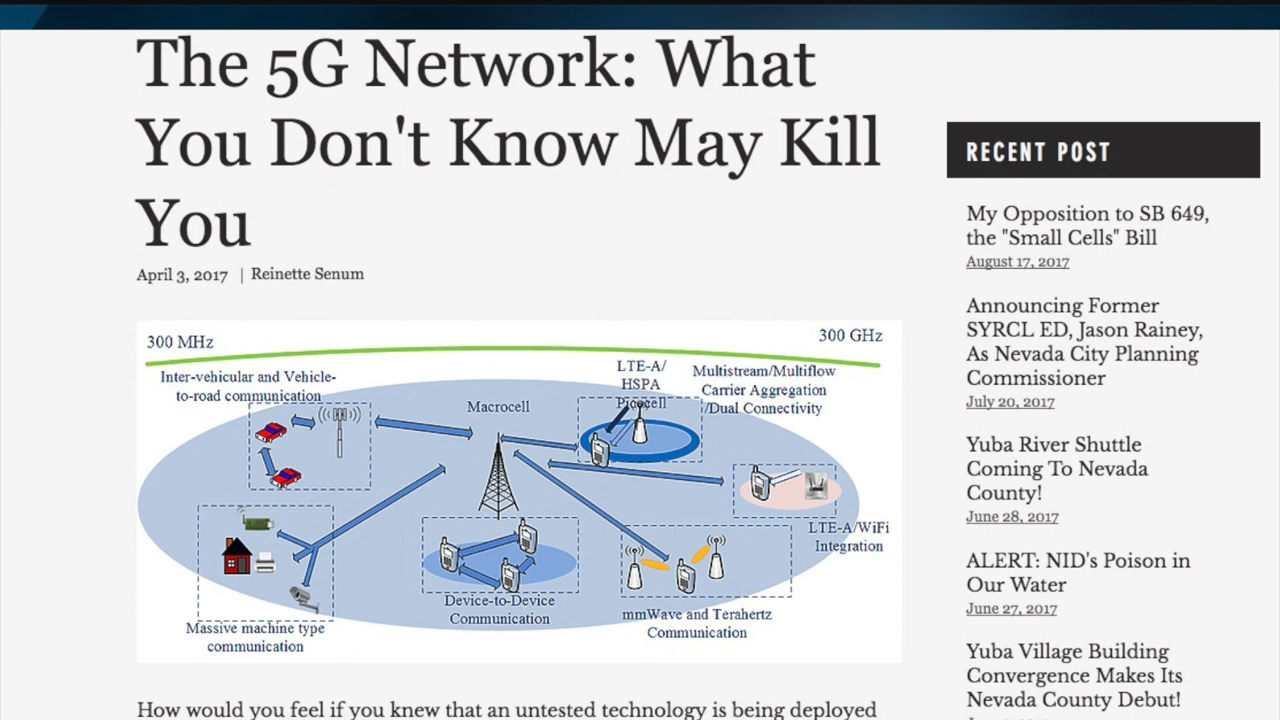 The 5G Network: What
You Don't Know May Kill
You
April 3, 2017 | Reinette Senum
300 MHz
300 GHz
Inter-vehicular and Vehicle-
to-road communication
Macrocell
LTE-A/
HSPA
Picocell
Multistream/Multiflow
Carrier Aggregation
/Dual Connectivity
LTE-A/WiFi
Integration
Device-to-Device
Communication
mmWave and Terahertz
Communication
Massive machine type
communication
How would you feel if you knew that an untested technology is being deployed
RECENT POST
My Opposition to SB 649,
the "Small Cells" Bill
August 17, 2017
Announcing Former
SYRCL ED, Jason Rainey,
As Nevada City Planning
Commissioner
July 20, 2017
Yuba River Shuttle
Coming To Nevada
County!
June 28, 2017
ALERT: NID's Poison in
Our Water
June 27, 2017
Yuba Village Building
Convergence Makes Its
Nevada County Debut!